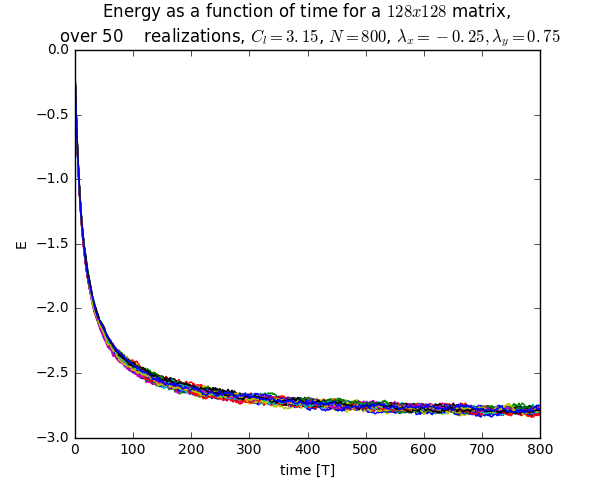 Energy as a function of time for a 128x128 matrix,
over 50    realizations, C_l = 3.15, N = 800, λ_x = −0.25, λ_y = 0.75
0.0
−0.5
−1.0
−1.5
−2.0
−2.5
−3.0
E
0 100 200 300 400 500 600 700 800
time [T]